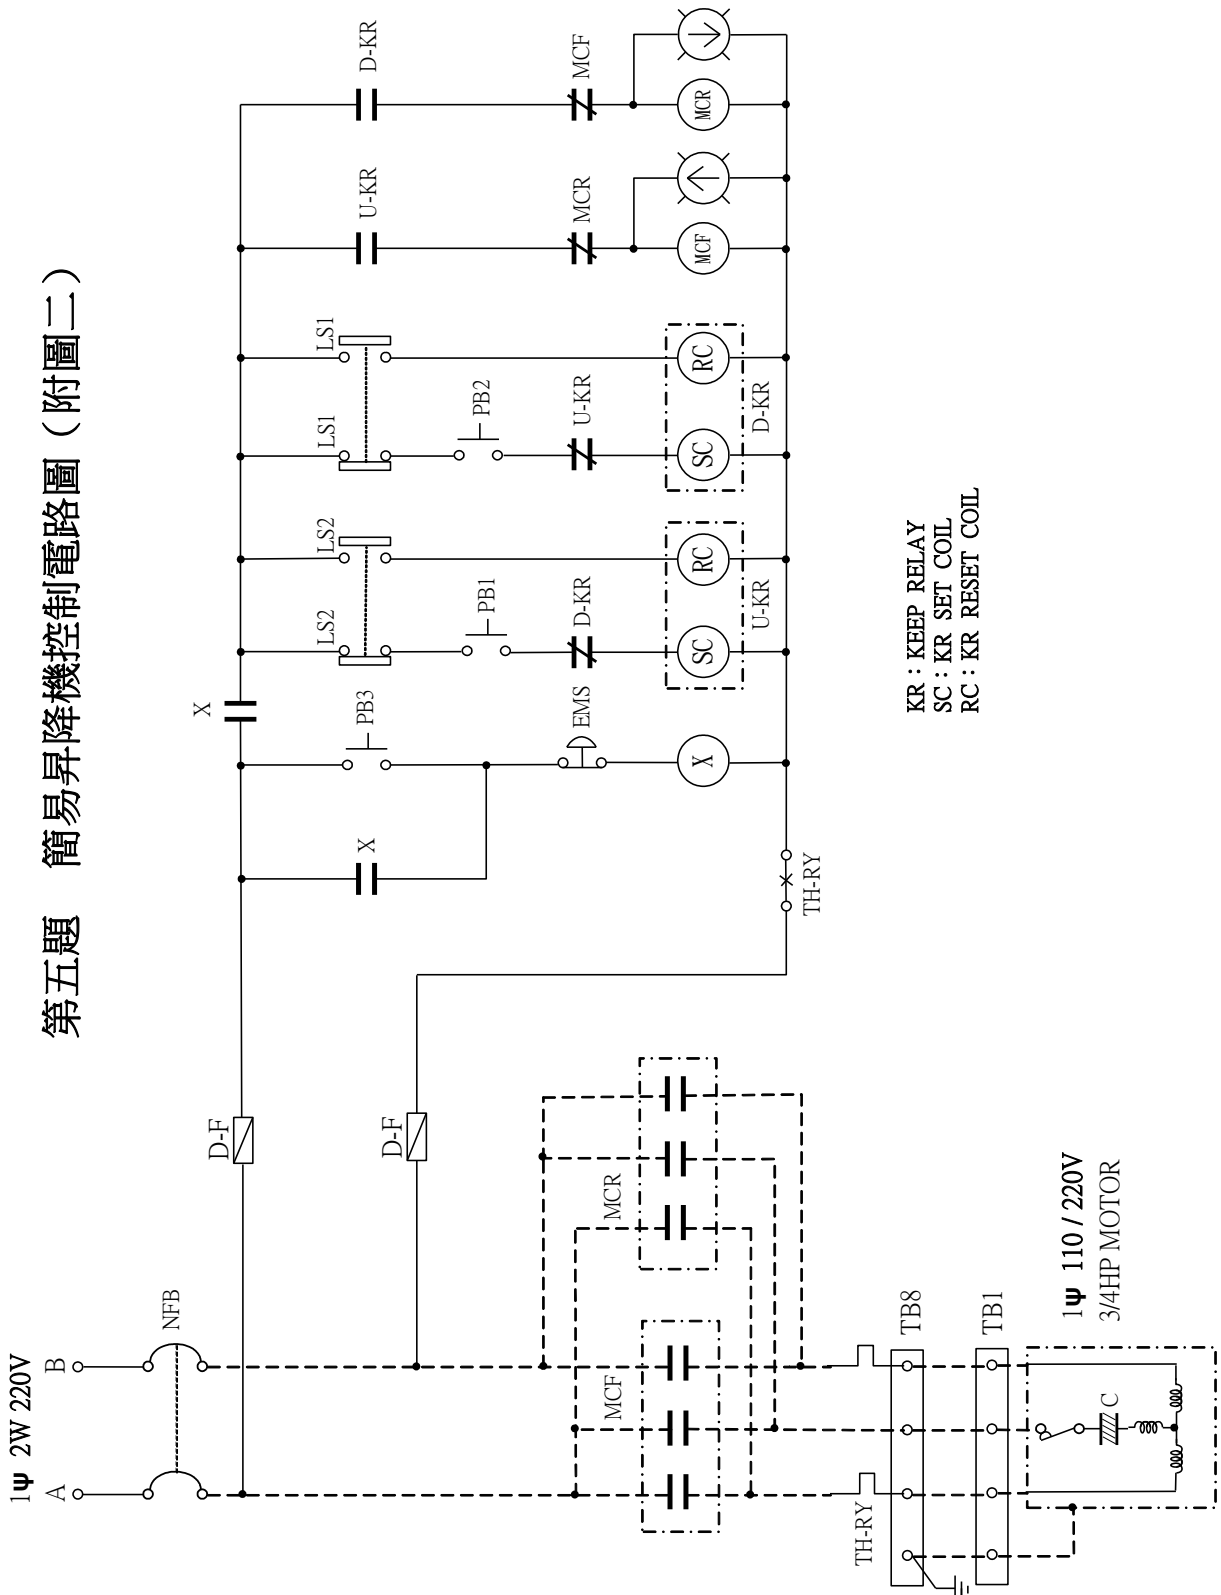 第五題 簡易昇降機控制電路圖（附圖二）
1Ψ 2W 220V
A
B
NFB
D-F
D-F
MCF
MCR
TH-RY
TB8
TB1
C
1Ψ 110 / 220V
3/4HP MOTOR
X
X
PB3
EMS
X
TH-RY
LS2
LS2
PB1
D-KR
SC
RC
U-KR
LS1
LS1
PB2
U-KR
SC
RC
D-KR
U-KR
MCR
MCF
D-KR
MCF
MCR
KR : KEEP RELAY
SC : KR SET COIL
RC : KR RESET COIL